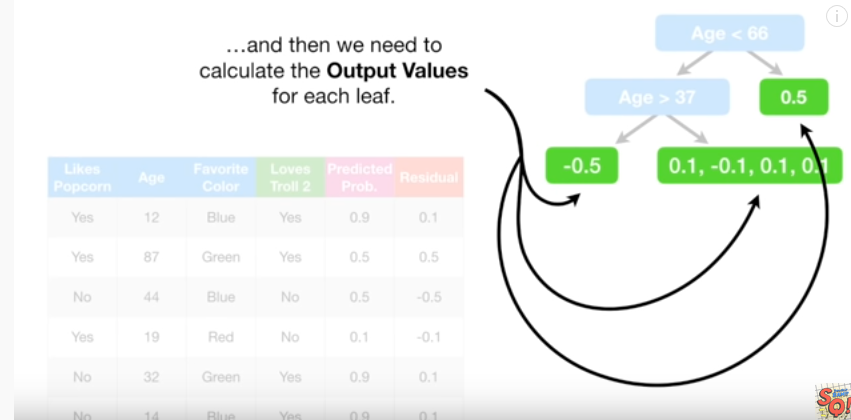 ...and then we need to
calculate the Output Values
for each leaf.
Age < 66
Age > 37
0.5
-0.5
0.1, -0.1, 0.1, 0.1
Likes Popcorn Age Favorite Color Loves Troll 2 Predicted Prob. Residual
Yes 12 Blue Yes 0.9 0.1
Yes 87 Green Yes 0.5 0.5
No 44 Blue No 0.5 -0.5
Yes 19 Red No 0.1 -0.1
No 32 Green Yes 0.9 0.1
No 14 Blue Yes 0.9 0.1